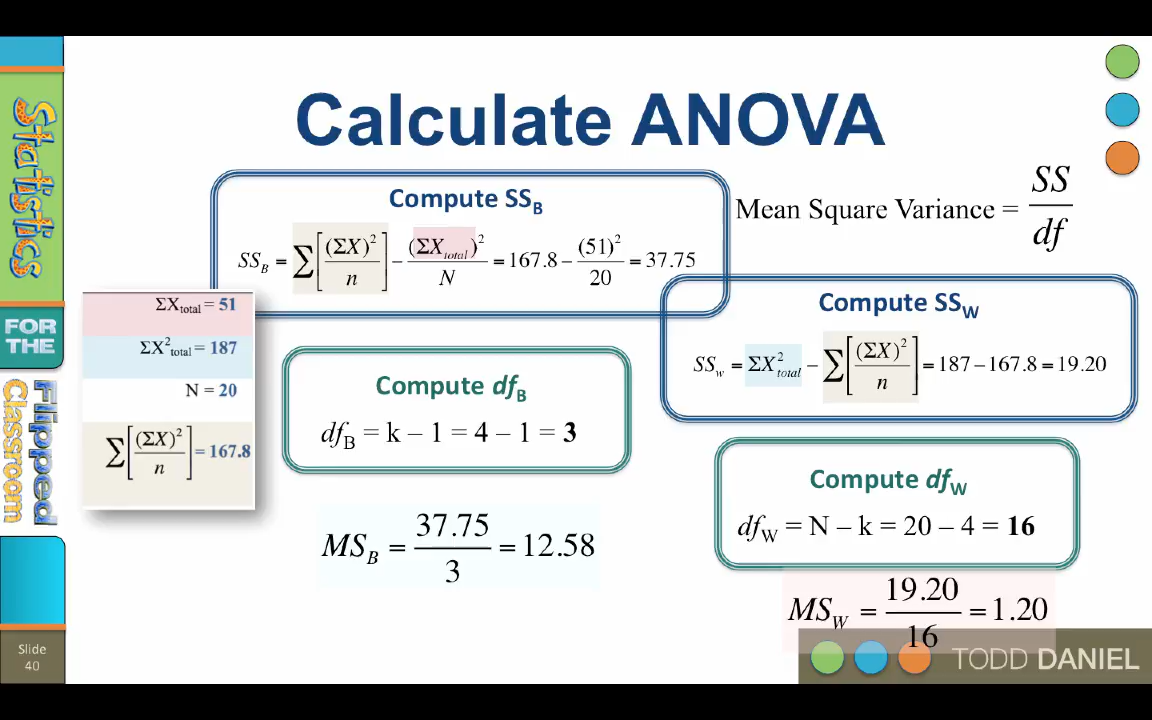 Statistics
FOR THE
Flipped
Classroom
Slide
40
Calculate ANOVA
Compute SS_B
SS_B = ∑[(ΣX)²/n] − (ΣX_total)²/N = 167.8 − (51)²/20 = 37.75
Mean Square Variance = SS/df
ΣX_total = 51
ΣX²_total = 187
N = 20
∑[(ΣX)²/n] = 167.8
Compute SS_W
SS_w = ΣX²_total − ∑[(ΣX)²/n] = 187 − 167.8 = 19.20
Compute df_B
df_B = k – 1 = 4 – 1 = 3
Compute df_W
df_W = N – k = 20 – 4 = 16
MS_B = 37.75/3 = 12.58
MS_W = 19.20/16 = 1.20
TODD DANIEL